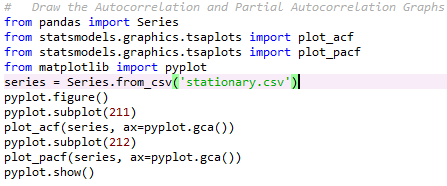 #   Draw the Autocorrelation and Partial Autocorrelation Graphs
from pandas import Series
from statsmodels.graphics.tsaplots import plot_acf
from statsmodels.graphics.tsaplots import plot_pacf
from matplotlib import pyplot
series = Series.from_csv('stationary.csv')
pyplot.figure()
pyplot.subplot(211)
plot_acf(series, ax=pyplot.gca())
pyplot.subplot(212)
plot_pacf(series, ax=pyplot.gca())
pyplot.show()